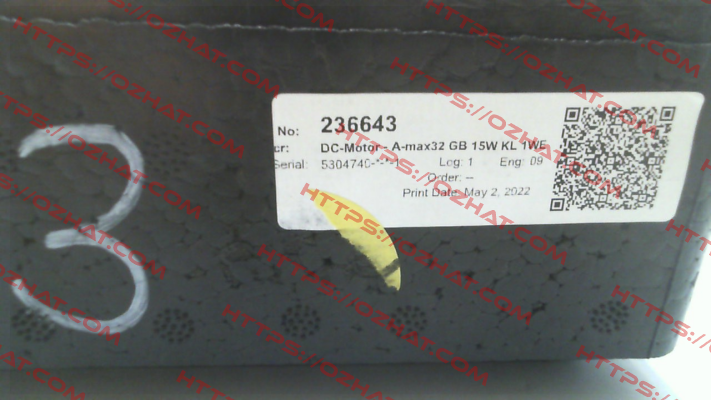 3
No: 236643
cr: DC-Motor - A-max32 GB 15W KL 1WE
Serial: Log: 1 Eng: 09
Order: --
Print Date: May 2, 2022
HTTPS://OZHAT.COM